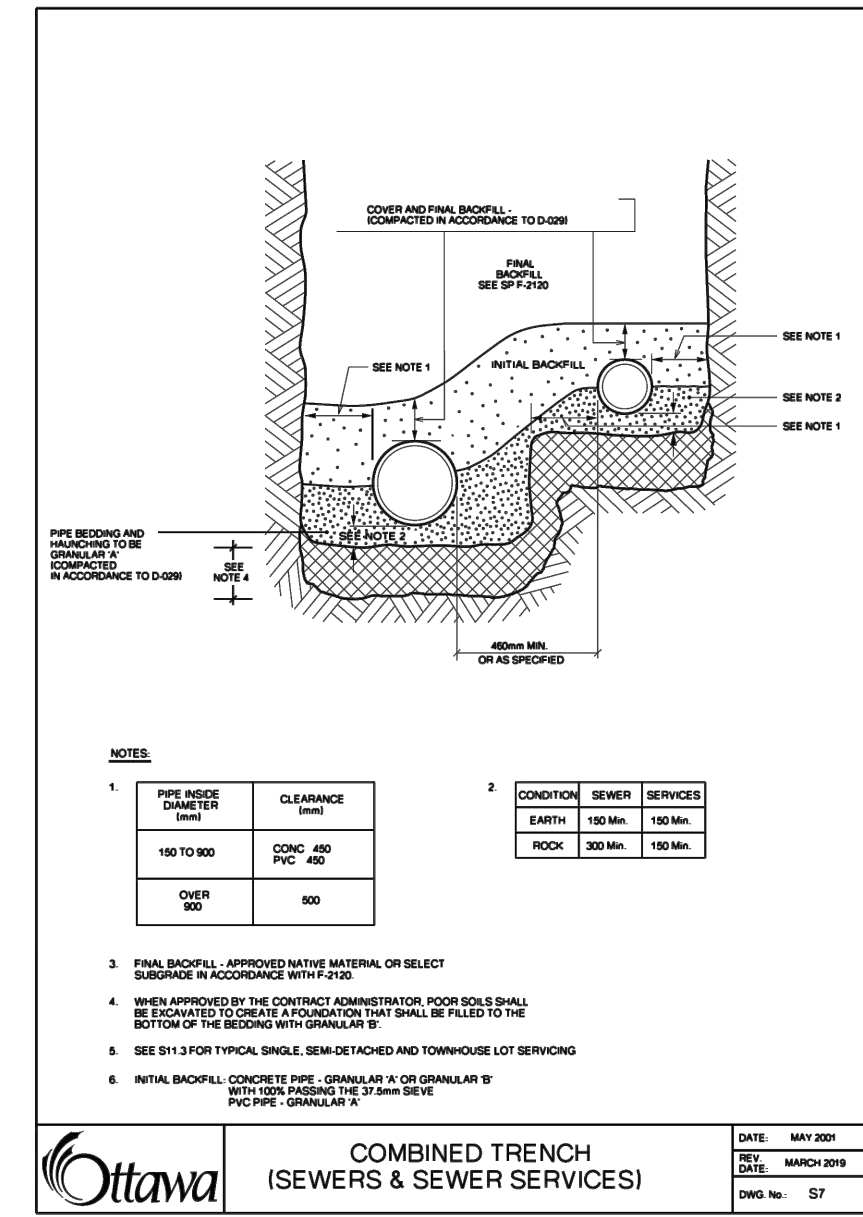 COVER AND FINAL BACKFILL -
(COMPACTED IN ACCORDANCE TO D-029)
FINAL
BACKFILL
SEE SP F-2120
SEE NOTE 1
SEE NOTE 1
INITIAL BACKFILL
SEE NOTE 2
SEE NOTE 1
PIPE BEDDING AND
HAUNCHING TO BE
GRANULAR 'A'
(COMPACTED
IN ACCORDANCE TO D-029)
SEE NOTE 2
SEE
NOTE 4
460mm MIN.
OR AS SPECIFIED
NOTES:
1.
PIPE INSIDE
DIAMETER
(mm)
CLEARANCE
(mm)
150 TO 900
CONC 450
PVC 450
OVER
900
500
2.
CONDITION SEWER SERVICES
EARTH 150 Min. 150 Min.
ROCK 300 Min. 150 Min.
3. FINAL BACKFILL - APPROVED NATIVE MATERIAL OR SELECT
SUBGRADE IN ACCORDANCE WITH F-2120.
4. WHEN APPROVED BY THE CONTRACT ADMINISTRATOR, POOR SOILS SHALL
BE EXCAVATED TO CREATE A FOUNDATION THAT SHALL BE FILLED TO THE
BOTTOM OF THE BEDDING WITH GRANULAR 'B'.
5. SEE S11.3 FOR TYPICAL SINGLE, SEMI-DETACHED AND TOWNHOUSE LOT SERVICING
6. INITIAL BACKFILL: CONCRETE PIPE - GRANULAR 'A' OR GRANULAR 'B'
WITH 100% PASSING THE 37.5mm SIEVE
PVC PIPE - GRANULAR 'A'
Ottawa
COMBINED TRENCH
(SEWERS & SEWER SERVICES)
DATE: MAY 2001
REV.
DATE: MARCH 2019
DWG. No.: S7